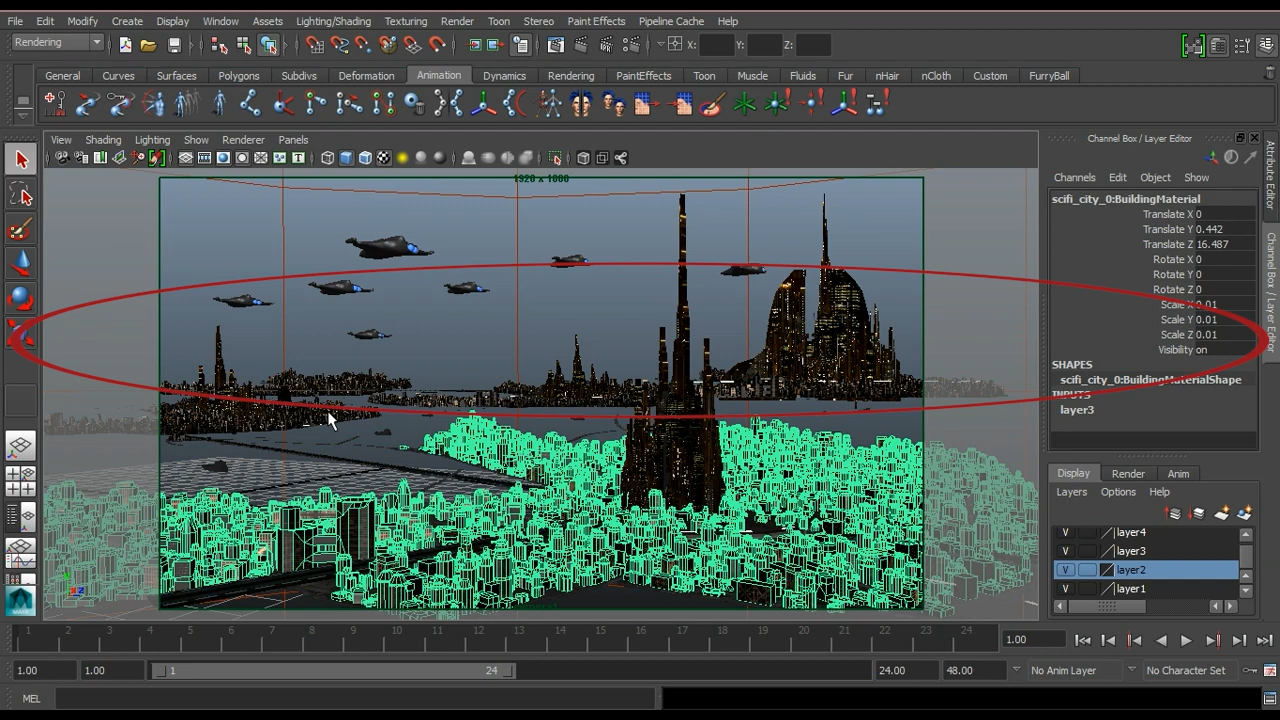 File Edit Modify Create Display Window Assets Lighting/Shading Texturing Render Toon Stereo Paint Effects Pipeline Cache Help
Rendering X: Y: Z:
General Curves Surfaces Polygons Subdivs Deformation Animation Dynamics Rendering PaintEffects Toon Muscle Fluids Fur nHair nCloth Custom FurryBall
View Shading Lighting Show Renderer Panels
Channel Box / Layer Editor
Channels Edit Object Show
scifi_city_0:BuildingMaterial
Translate X 0
Translate Y 0.442
Translate Z 16.487
Rotate X 0
Rotate Y 0
Rotate Z 0
Scale X 0.01
Scale Y 0.01
Scale Z 0.01
Visibility on
SHAPES
scifi_city_0:BuildingMaterialShape
INPUTS
layer3
Attribute Editor
Channel Box / Layer Editor
Display Render Anim
Layers Options Help
V layer4
V layer3
V layer2
V layer1
1 2 3 4 5 6 7 8 9 10 11 12 13 14 15 16 17 18 19 20 21 22 23 24 1.00
1.00 1.00 1 24 24.00 48.00 No Anim Layer No Character Set
MEL